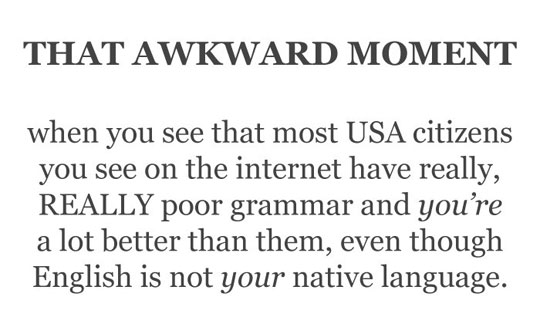 THAT AWKWARD MOMENT
when you see that most USA citizens
you see on the internet have really,
REALLY poor grammar and you’re
a lot better than them, even though
English is not your native language.